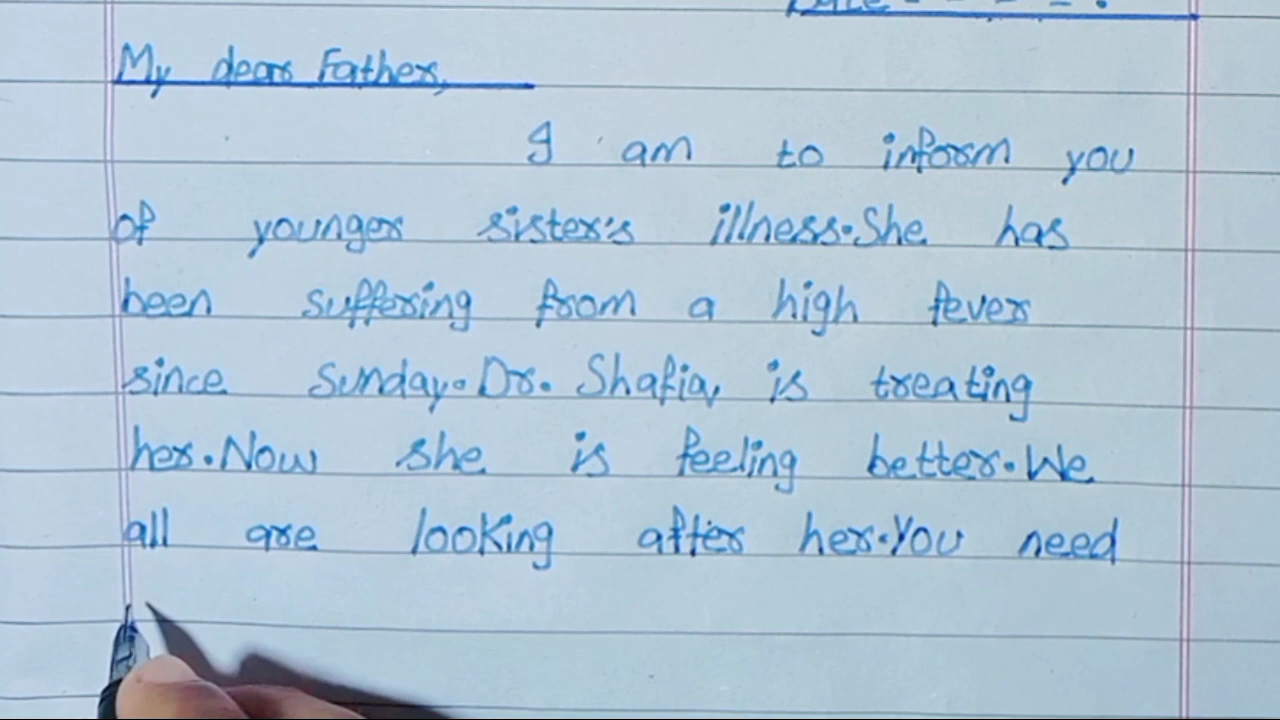 Date - - - - .
My dear Father,
I am to inform you
of younger sister's illness.She has
been suffering from a high fever
since Sunday.Dr. Shafia, is treating
her.Now she is feeling better.We
all are looking after her.You need